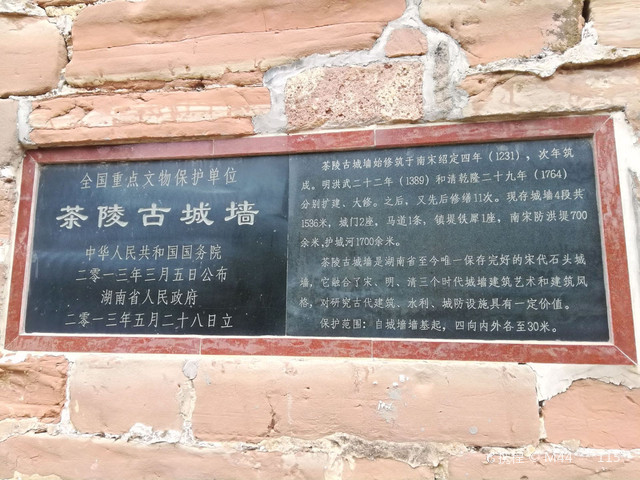 全国重点文物保护单位
茶陵古城墙
中华人民共和国国务院
二零一三年三月五日公布
湖南省人民政府
二零一三年五月二十八日立
茶陵古城墙始修筑于南宋绍定四年(1231),次年筑
成。明洪武二十二年(1389)和清乾隆二十九年(1764)
分别扩建、大修。之后,又先后修缮11次。现存城墙4段共
1536米,城门2座,马道1条,镇堤铁犀1座,南宋防洪堤700
余米,护城河1700余米。
茶陵古城墙是湖南省至今唯一保存完好的宋代石头城
墙,它融合了宋、明、清三个时代城墙建筑艺术和建筑风
格,对研究古代建筑、水利、城防设施具有一定价值。
保护范围:自城墙墙基起,四向内外各至30米。